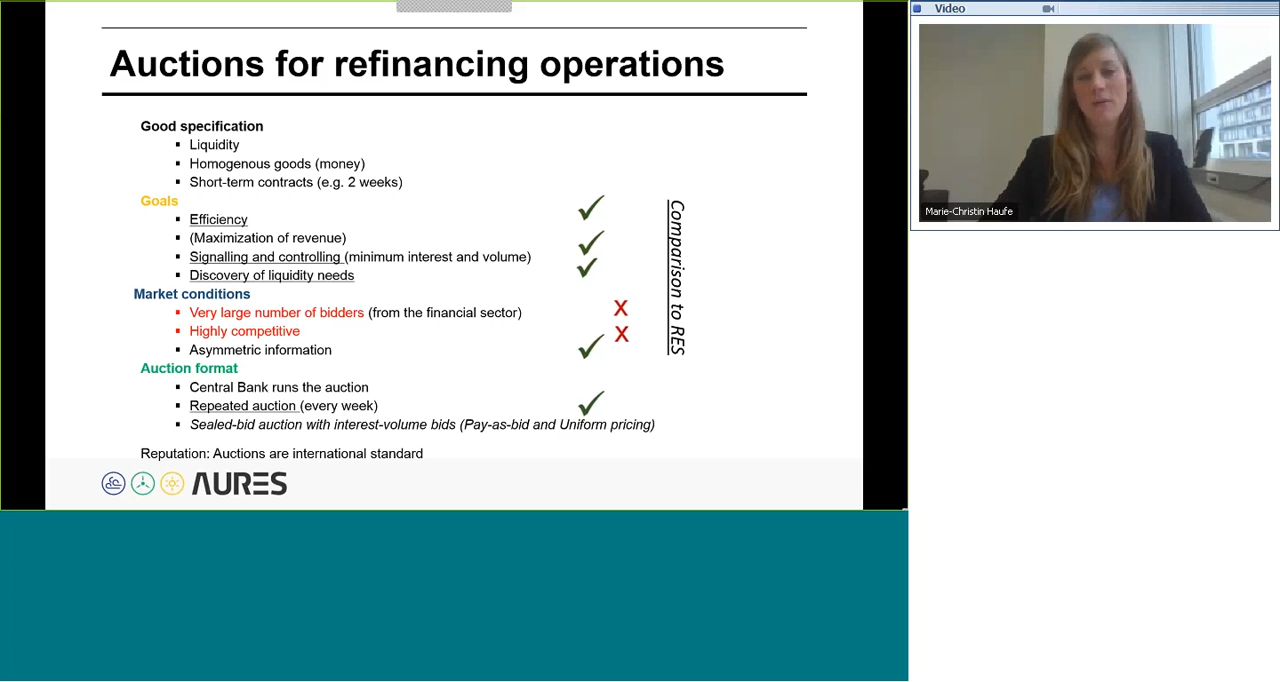 Auctions for refinancing operations
Good specification
Liquidity
Homogenous goods (money)
Short-term contracts (e.g. 2 weeks)
Goals
Efficiency
(Maximization of revenue)
Signalling and controlling (minimum interest and volume)
Discovery of liquidity needs
Market conditions
Very large number of bidders (from the financial sector)
Highly competitive
Asymmetric information
Auction format
Central Bank runs the auction
Repeated auction (every week)
Sealed-bid auction with interest-volume bids (Pay-as-bid and Uniform pricing)
Reputation: Auctions are international standard
X
X
Comparison to RES
AURES
Video
Marie-Christin Haufe